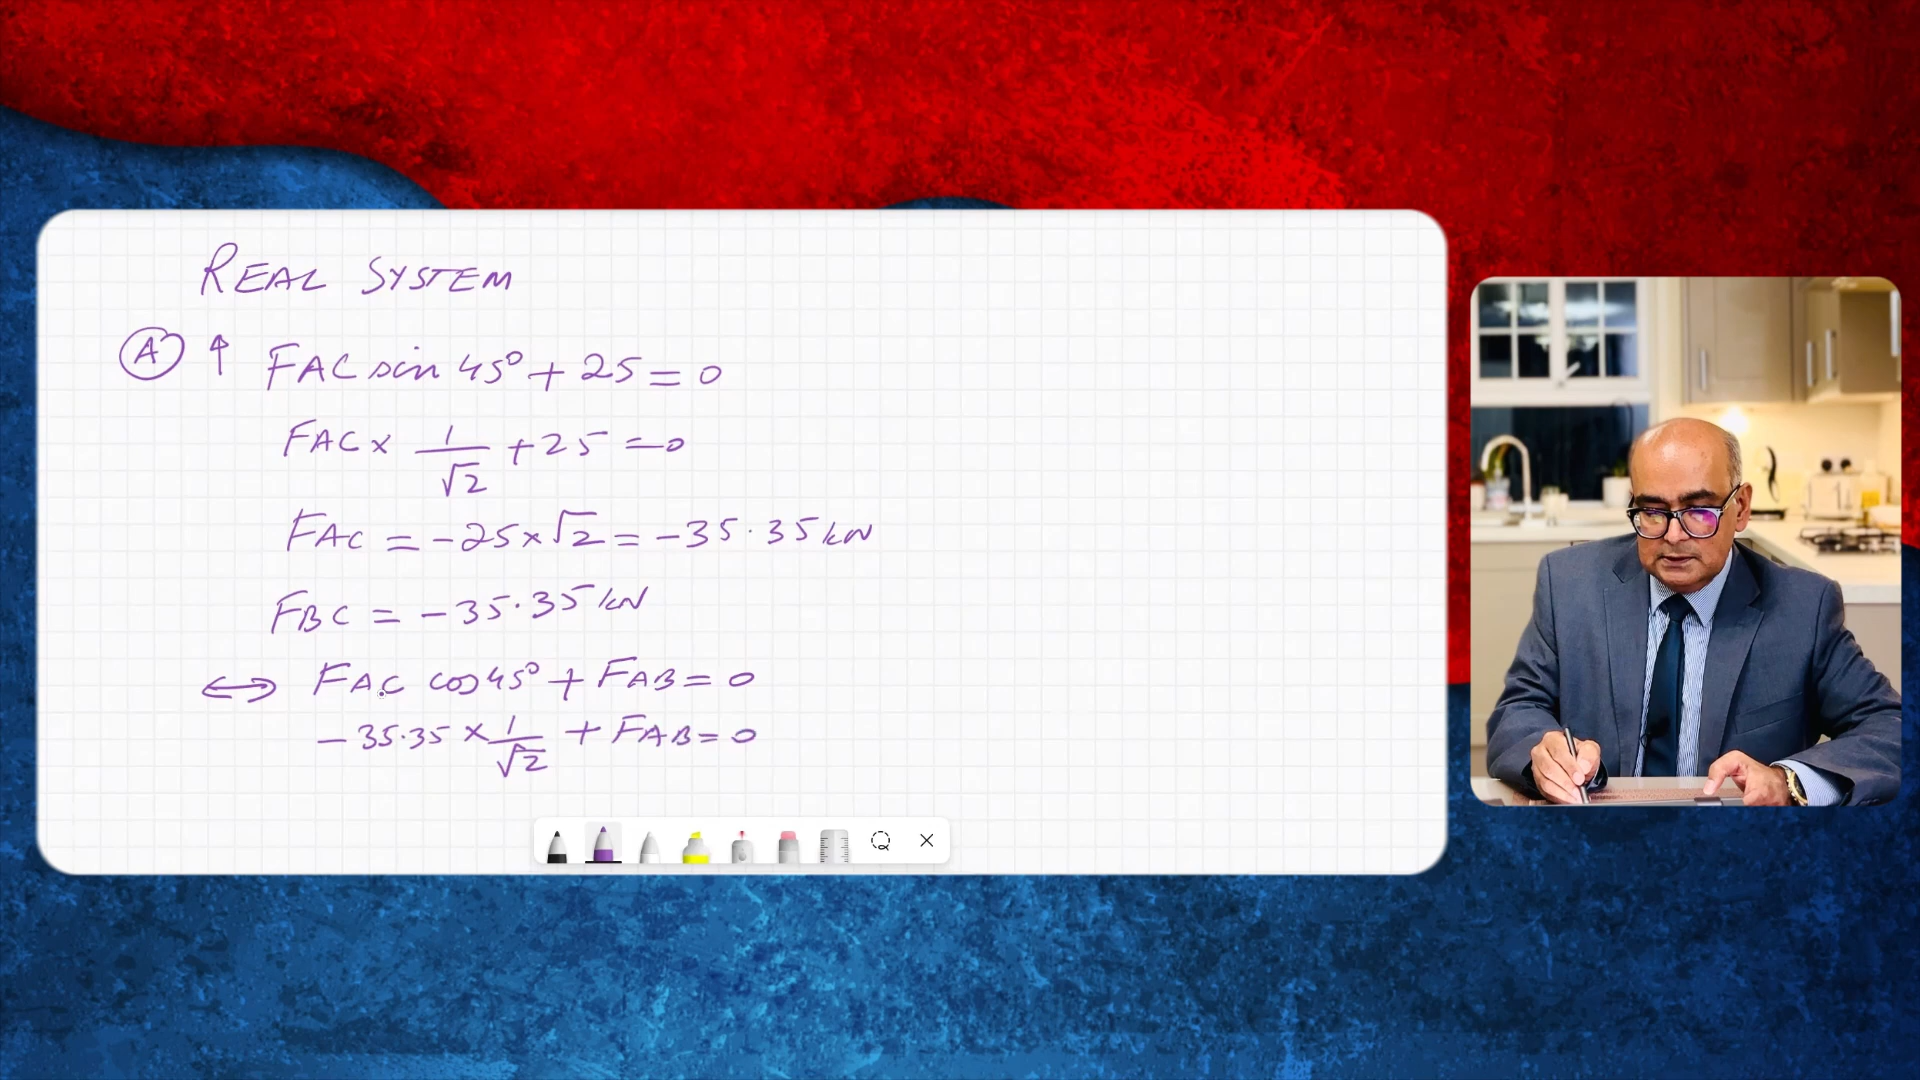 REAL SYSTEM
A ↑ FAC sin 45° + 25 = 0
FAC × 1/√2 + 25 = 0
FAC = -25 × √2 = -35.35 kN
FBC = -35.35 kN
↔ FAC cos 45° + FAB = 0
-35.35 × 1/√2 + FAB = 0